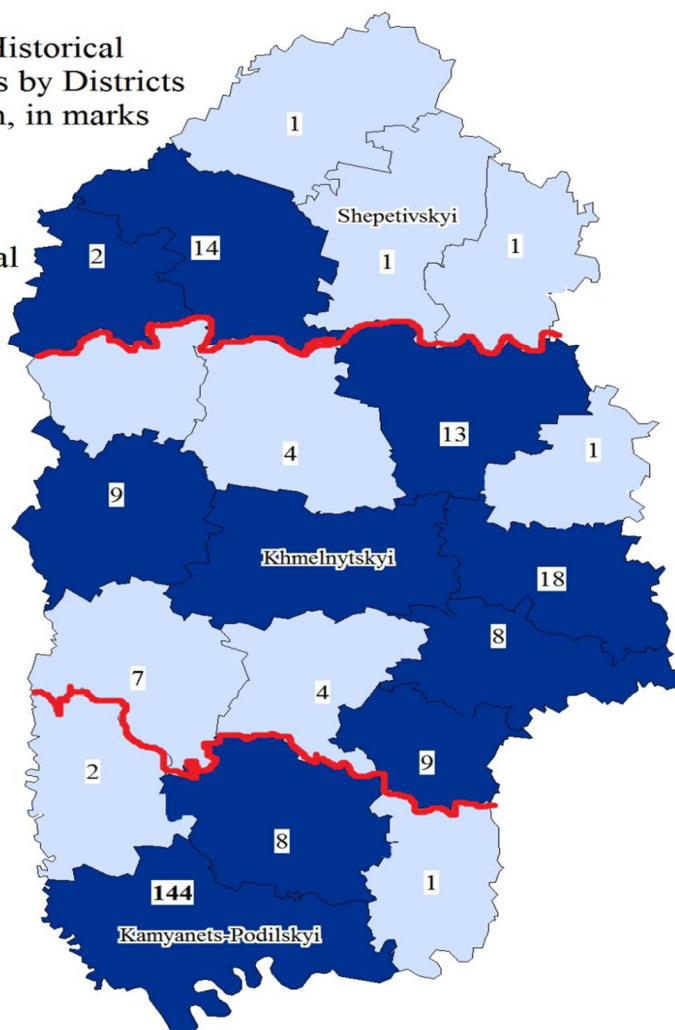 Historical
s by Districts
n, in marks
al
1
Shepetivskyi
1
1
2
14
4
13
1
9
Khmelnytskyi
18
8
7
4
9
2
8
1
144
Kamyanets-Podilskyi